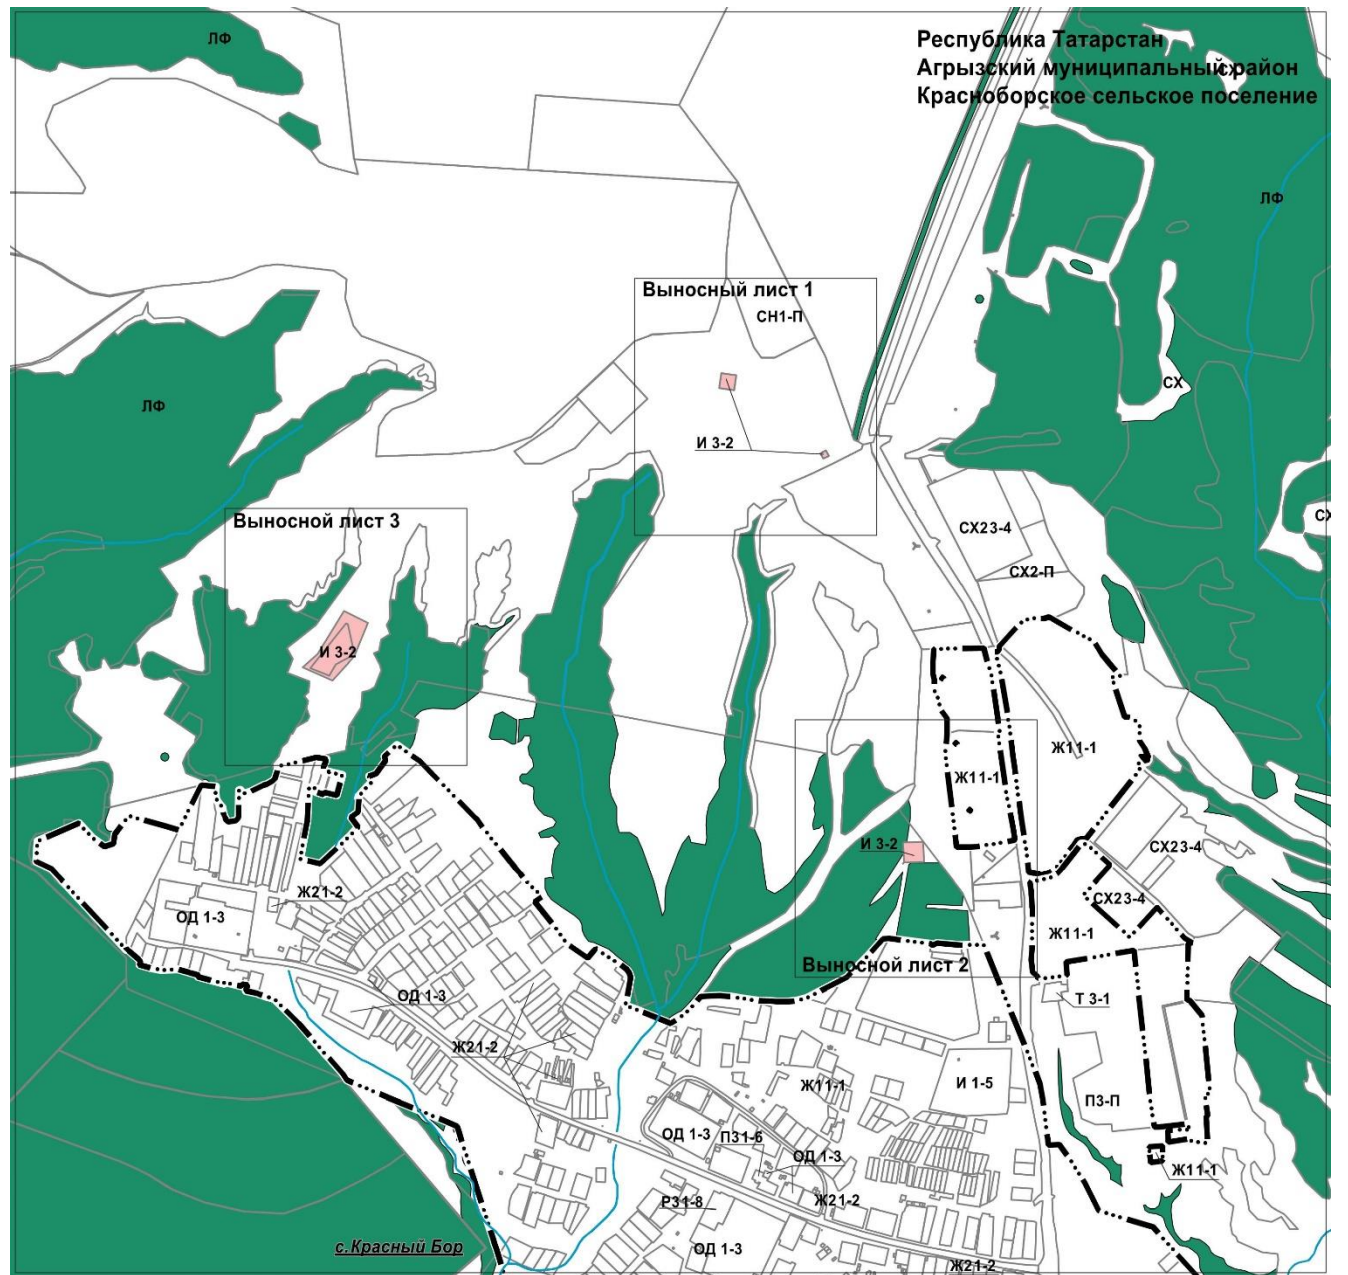 Республика Татарстан
Агрызский муниципальный район
Красноборское сельское поселение
ЛФ
СХ
ЛФ
Выносный лист 1
СН1-П
ЛФ
СХ
И 3-2
Выносной лист 3
СХ23-4
СХ
СХ2-П
И 3-2
Ж11-1
Ж11-1
И 3-2
СХ23-4
Ж21-2
СХ23-4
ОД 1-3
Ж11-1
Выносной лист 2
ОД 1-3
Т 3-1
Ж21-2
Ж11-1
И 1-5
П3-П
ОД 1-3
П31-6
ОД 1-3
Ж11-1
Р31-8
Ж21-2
с.Красный Бор
ОД 1-3
Ж21-2